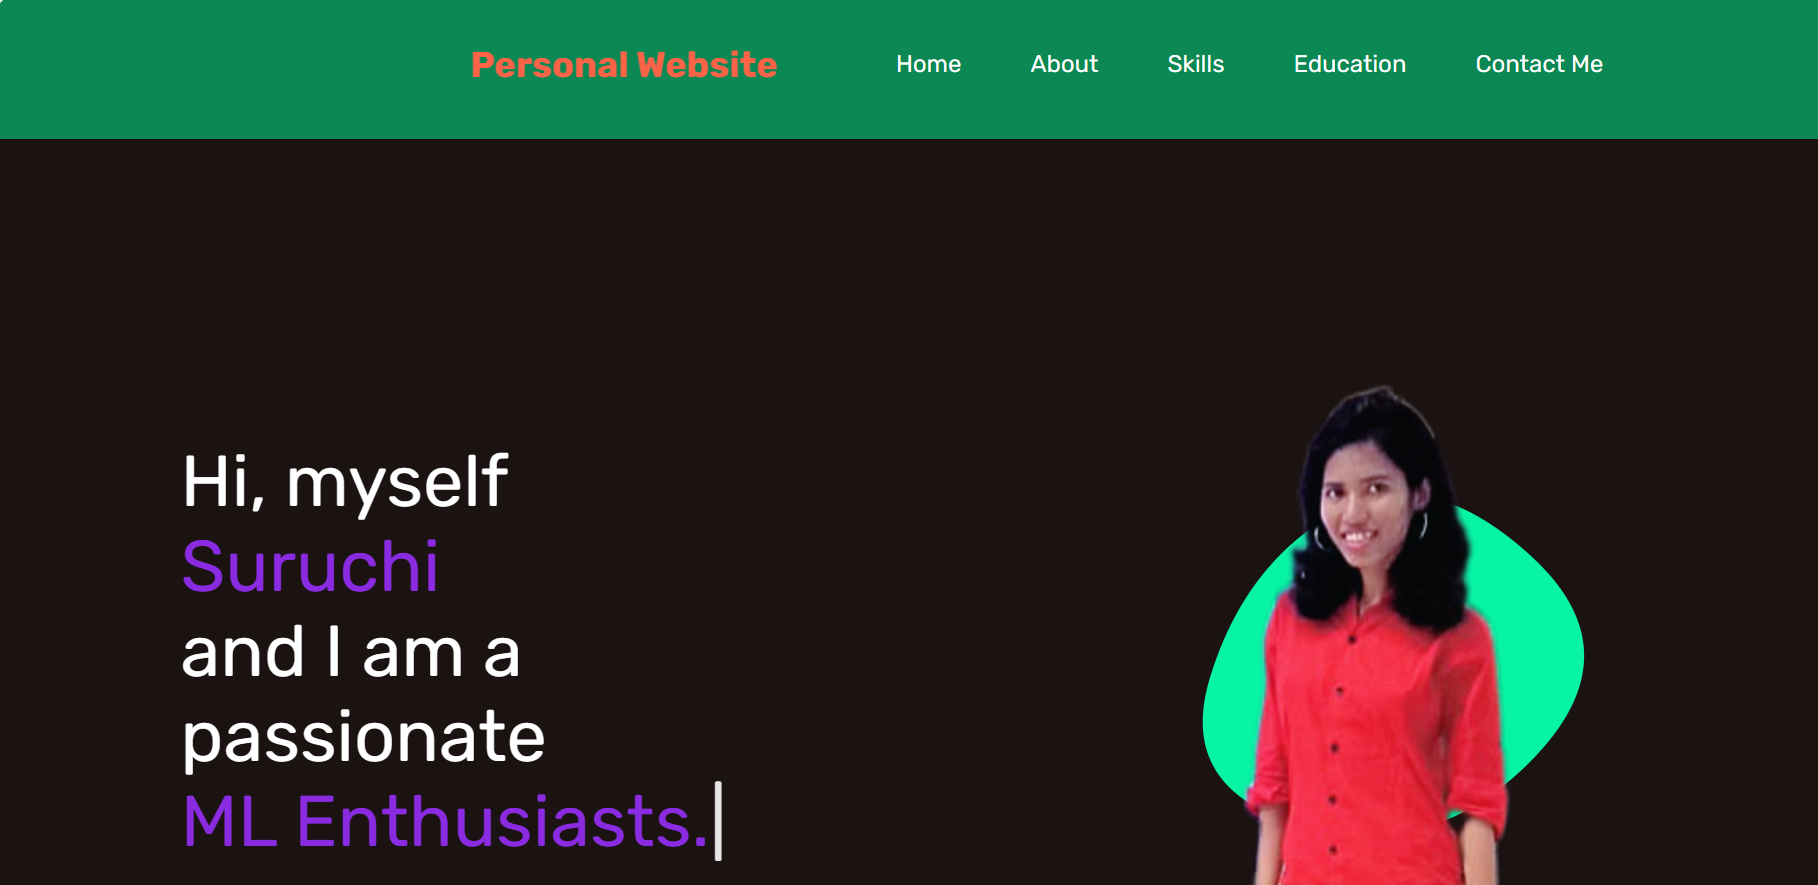 Personal Website Home About Skills Education Contact Me
Hi, myself
Suruchi
and I am a
passionate
ML Enthusiasts.